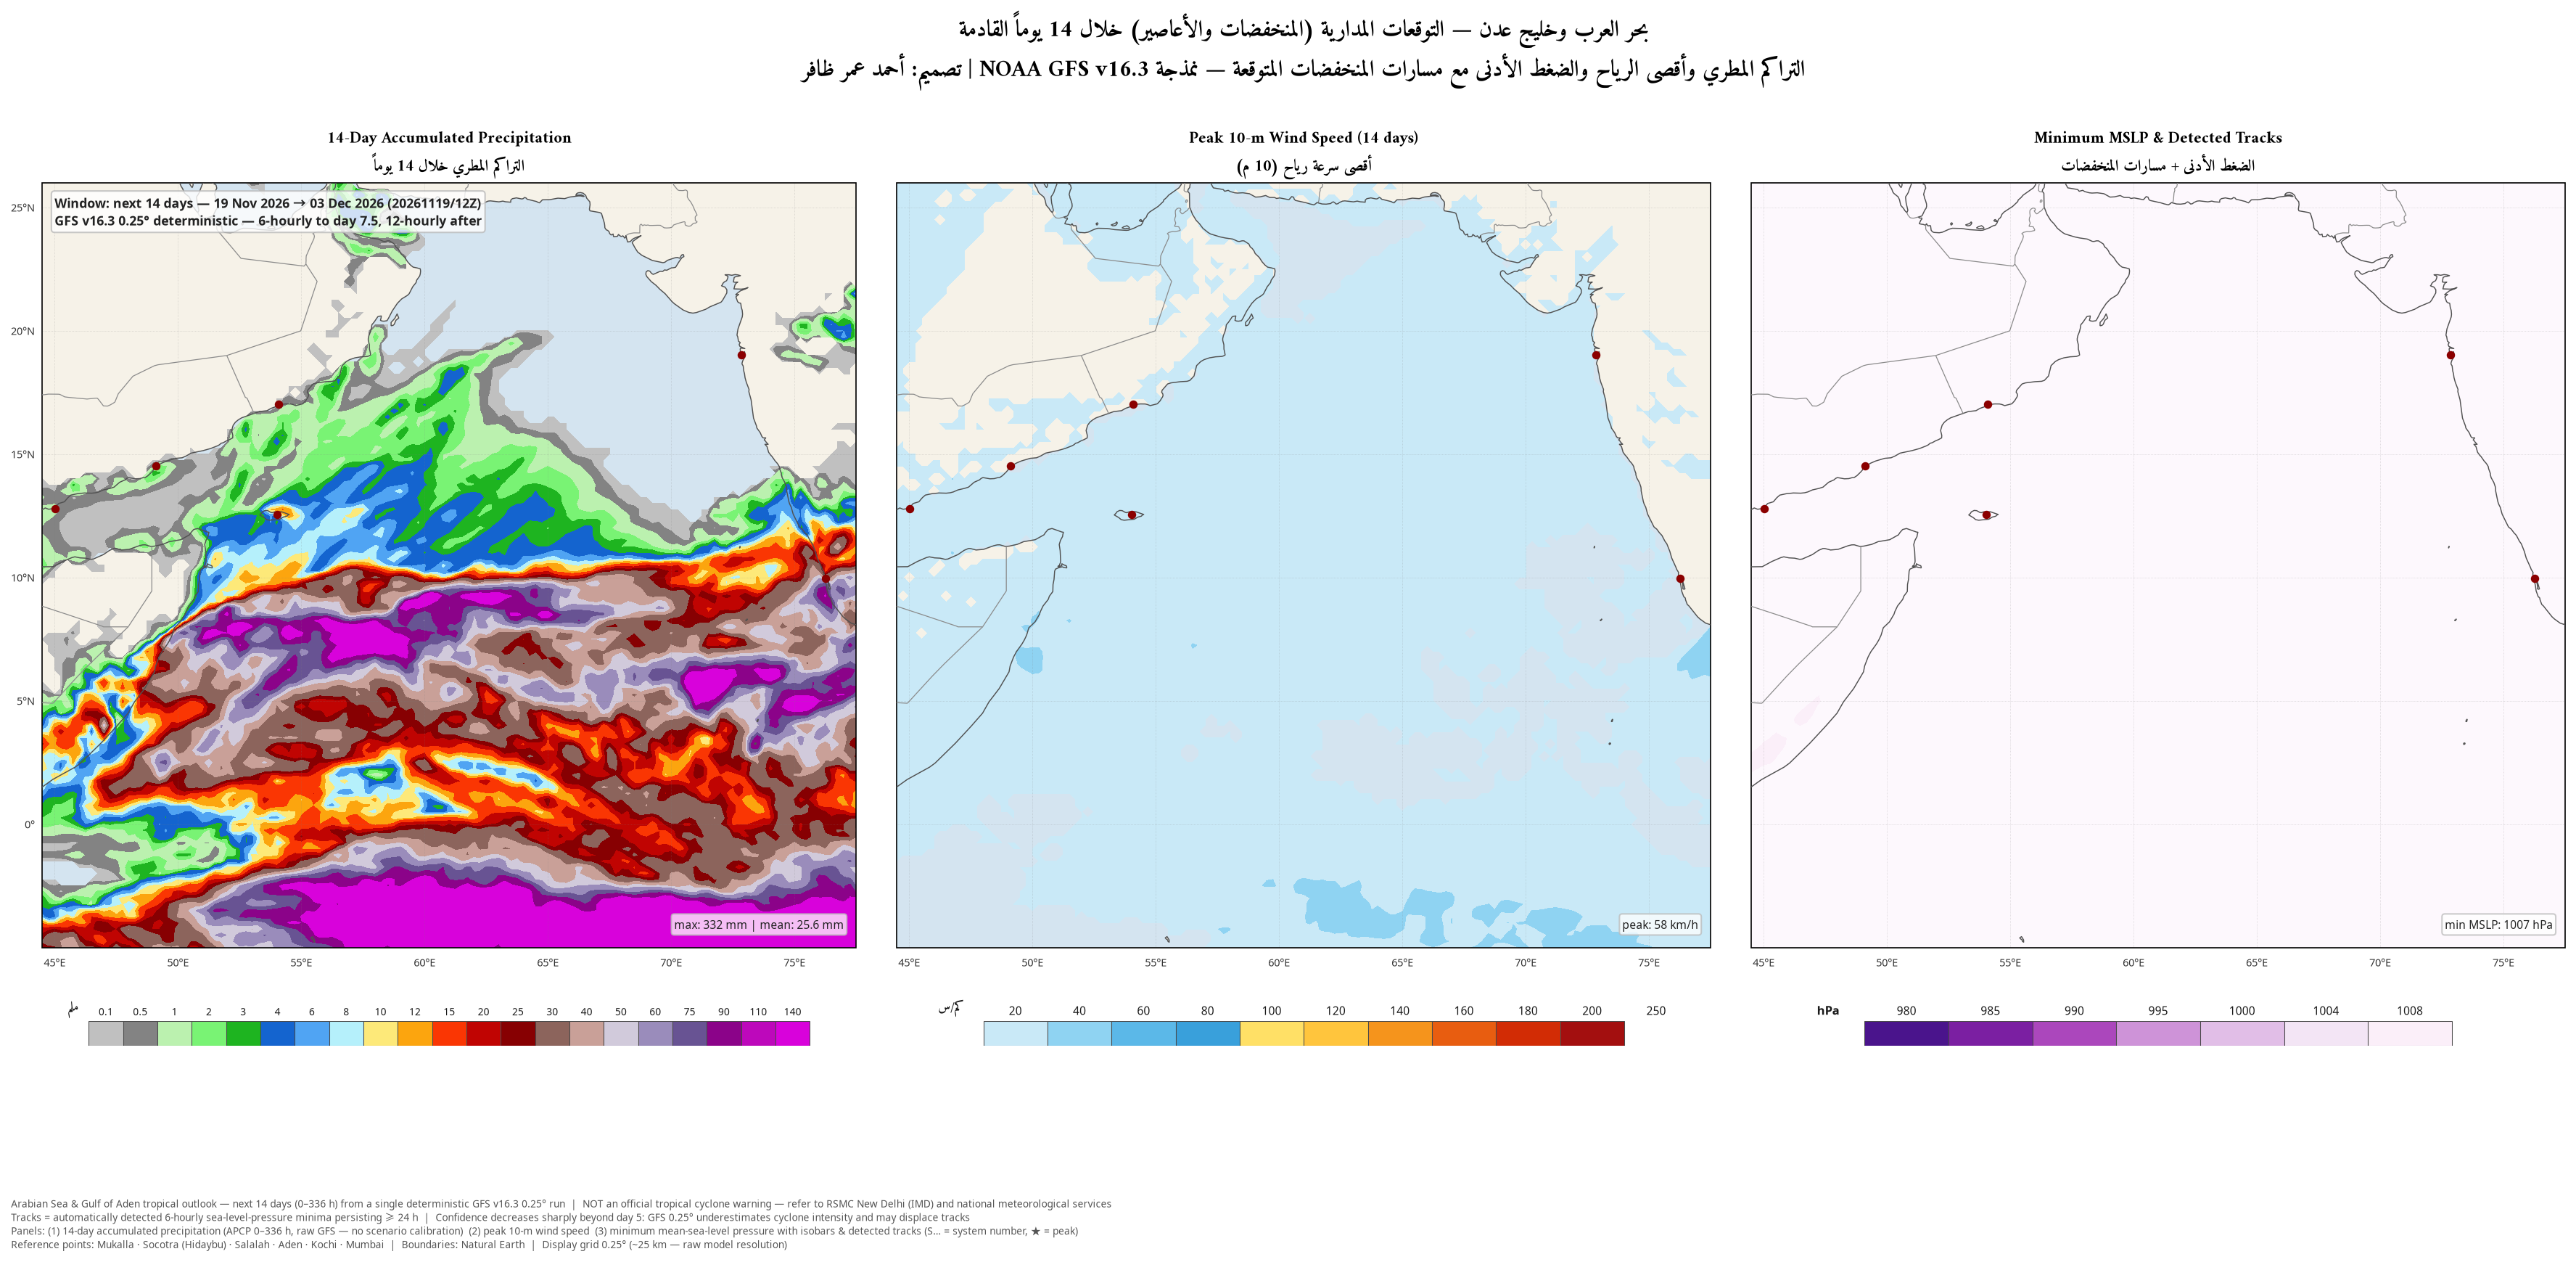 بحر العرب وخليج عدن — التوقعات المدارية (المنخفضات والأعاصير) خلال 14 يوماً القادمة
التراكم المطري وأقصى الرياح والضغط الأدنى مع مسارات المنخفضات المتوقعة — نمذجة NOAA GFS v16.3 | تصميم: أحمد عمر ظافر
14-Day Accumulated Precipitation
التراكم المطري خلال 14 يوماً
Window: next 14 days — 19 Nov 2026 → 03 Dec 2026 (20261119/12Z)
GFS v16.3 0.25° deterministic — 6-hourly to day 7.5, 12-hourly after
25°N
20°N
15°N
10°N
5°N
0°
max: 332 mm | mean: 25.6 mm
45°E 50°E 55°E 60°E 65°E 70°E 75°E
ملم 0.1 0.5 1 2 3 4 6 8 10 12 15 20 25 30 40 50 60 75 90 110 140
Peak 10-m Wind Speed (14 days)
أقصى سرعة رياح (10 م)
peak: 58 km/h
45°E 50°E 55°E 60°E 65°E 70°E 75°E
كم/س 20 40 60 80 100 120 140 160 180 200 250
Minimum MSLP & Detected Tracks
الضغط الأدنى + مسارات المنخفضات
min MSLP: 1007 hPa
45°E 50°E 55°E 60°E 65°E 70°E 75°E
hPa 980 985 990 995 1000 1004 1008
Arabian Sea & Gulf of Aden tropical outlook — next 14 days (0–336 h) from a single deterministic GFS v16.3 0.25° run | NOT an official tropical cyclone warning — refer to RSMC New Delhi (IMD) and national meteorological services
Tracks = automatically detected 6-hourly sea-level-pressure minima persisting ⩾ 24 h | Confidence decreases sharply beyond day 5: GFS 0.25° underestimates cyclone intensity and may displace tracks
Panels: (1) 14-day accumulated precipitation (APCP 0–336 h, raw GFS — no scenario calibration) (2) peak 10-m wind speed (3) minimum mean-sea-level pressure with isobars & detected tracks (S… = system number, ★ = peak)
Reference points: Mukalla · Socotra (Hidaybu) · Salalah · Aden · Kochi · Mumbai | Boundaries: Natural Earth | Display grid 0.25° (~25 km — raw model resolution)